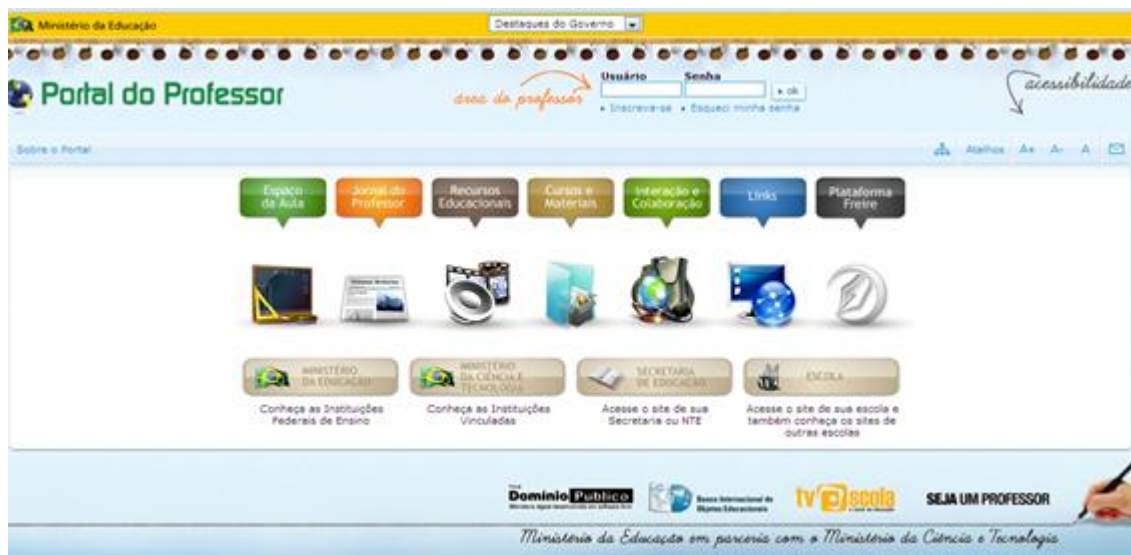 Ministério da Educação
Destaques do Governo
Portal do Professor
área do professor
Usuário Senha
ok
Inscreva-se Esqueci minha senha
acessibilidade
Sobre o Portal
Atalhos A+ A- A
Espaço da Aula
Jornal do Professor
Recursos Educacionais
Cursos e Materiais
Interação e Colaboração
Links
Plataforma Freire
MINISTÉRIO DA EDUCAÇÃO
MINISTÉRIO DA CIÊNCIA E TECNOLOGIA
SECRETARIA DE EDUCAÇÃO
ESCOLA
Conheça as Instituições
Federais de Ensino
Conheça as Instituições
Vinculadas
Acesse o site de sua
Secretaria ou NTE
Acesse o site de sua escola e
também conheça os sites de
outras escolas
Domínio Público
Banco Internacional de
Objetos Educacionais
tv escola
SEJA UM PROFESSOR
Ministério da Educação em parceria com o Ministério da Ciência e Tecnologia